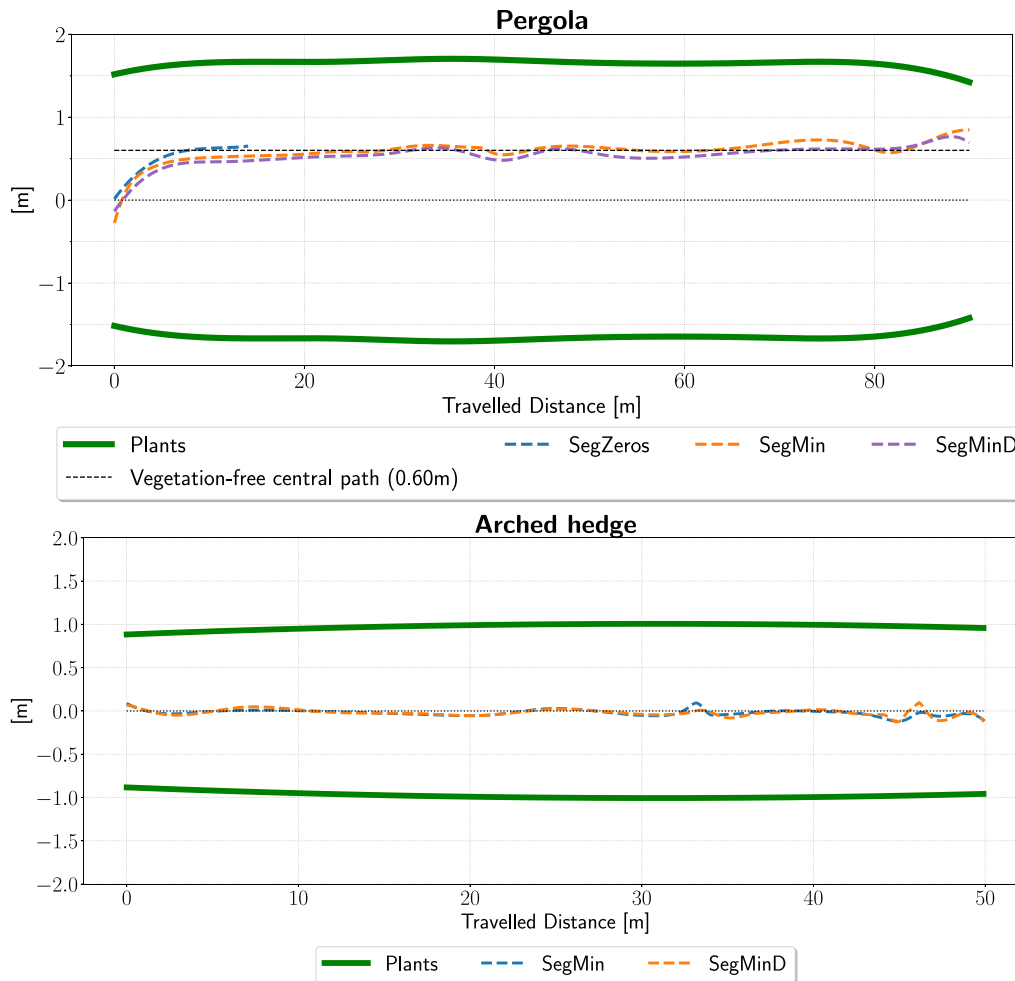 Pergola
2
1
0
−1
−2
[m]
0 20 40 60 80
Travelled Distance [m]
Plants SegZeros SegMin SegMinD
Vegetation-free central path (0.60m)
Arched hedge
2.0
1.5
1.0
0.5
0.0
−0.5
−1.0
−1.5
−2.0
[m]
0 10 20 30 40 50
Travelled Distance [m]
Plants SegMin SegMinD